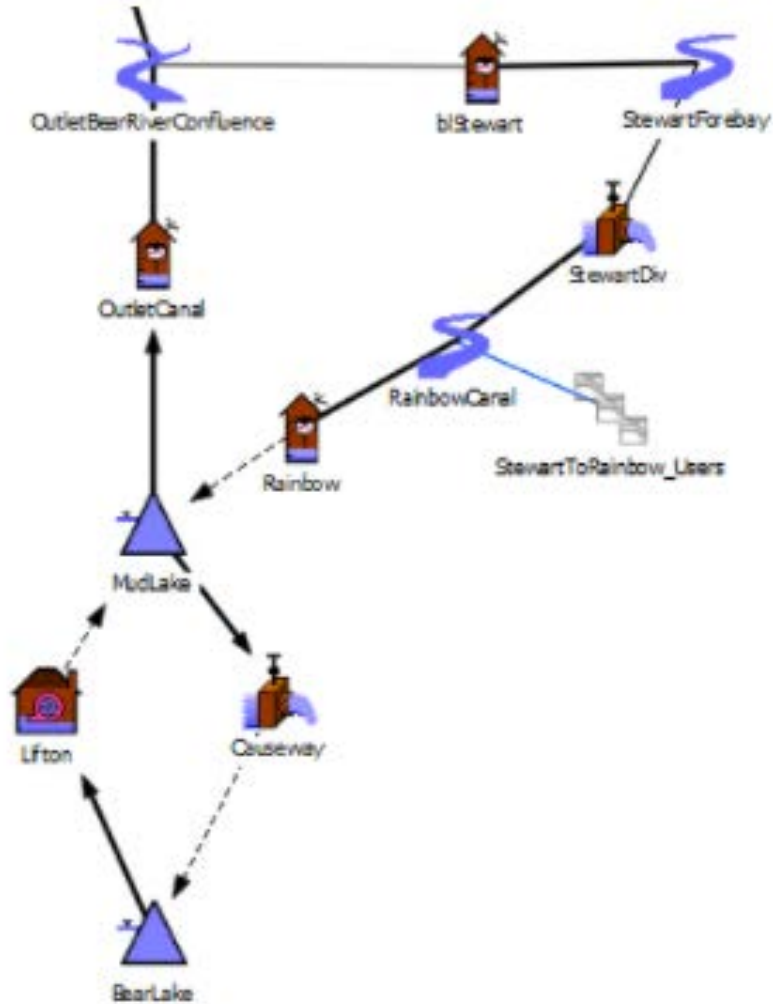 OutletBearRiverConfluence
blStewart
StewartForebay
StewartDiv
OutletCanal
RainbowCanal
StewartToRainbow_Users
Rainbow
MudLake
Lifton
Causeway
BearLake